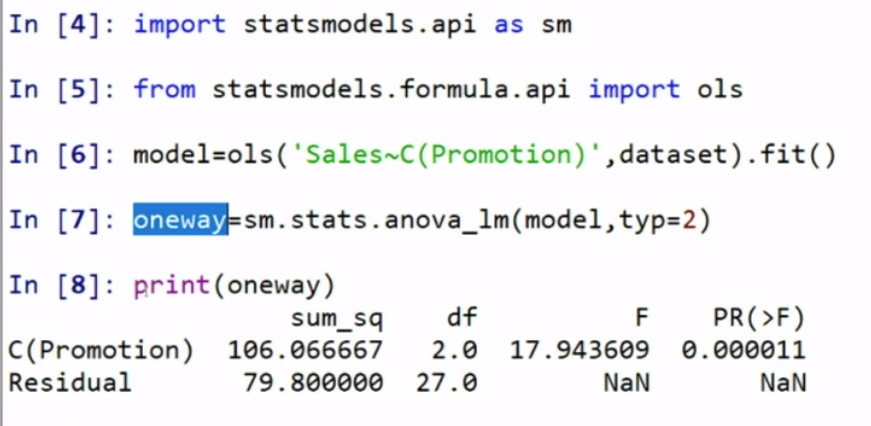 In [4]: import statsmodels.api as sm
In [5]: from statsmodels.formula.api import ols
In [6]: model=ols('Sales~C(Promotion)',dataset).fit()
In [7]: oneway=sm.stats.anova_lm(model,typ=2)
In [8]: print(oneway)
sum_sq df F PR(>F)
C(Promotion) 106.066667 2.0 17.943609 0.000011
Residual 79.800000 27.0 NaN NaN